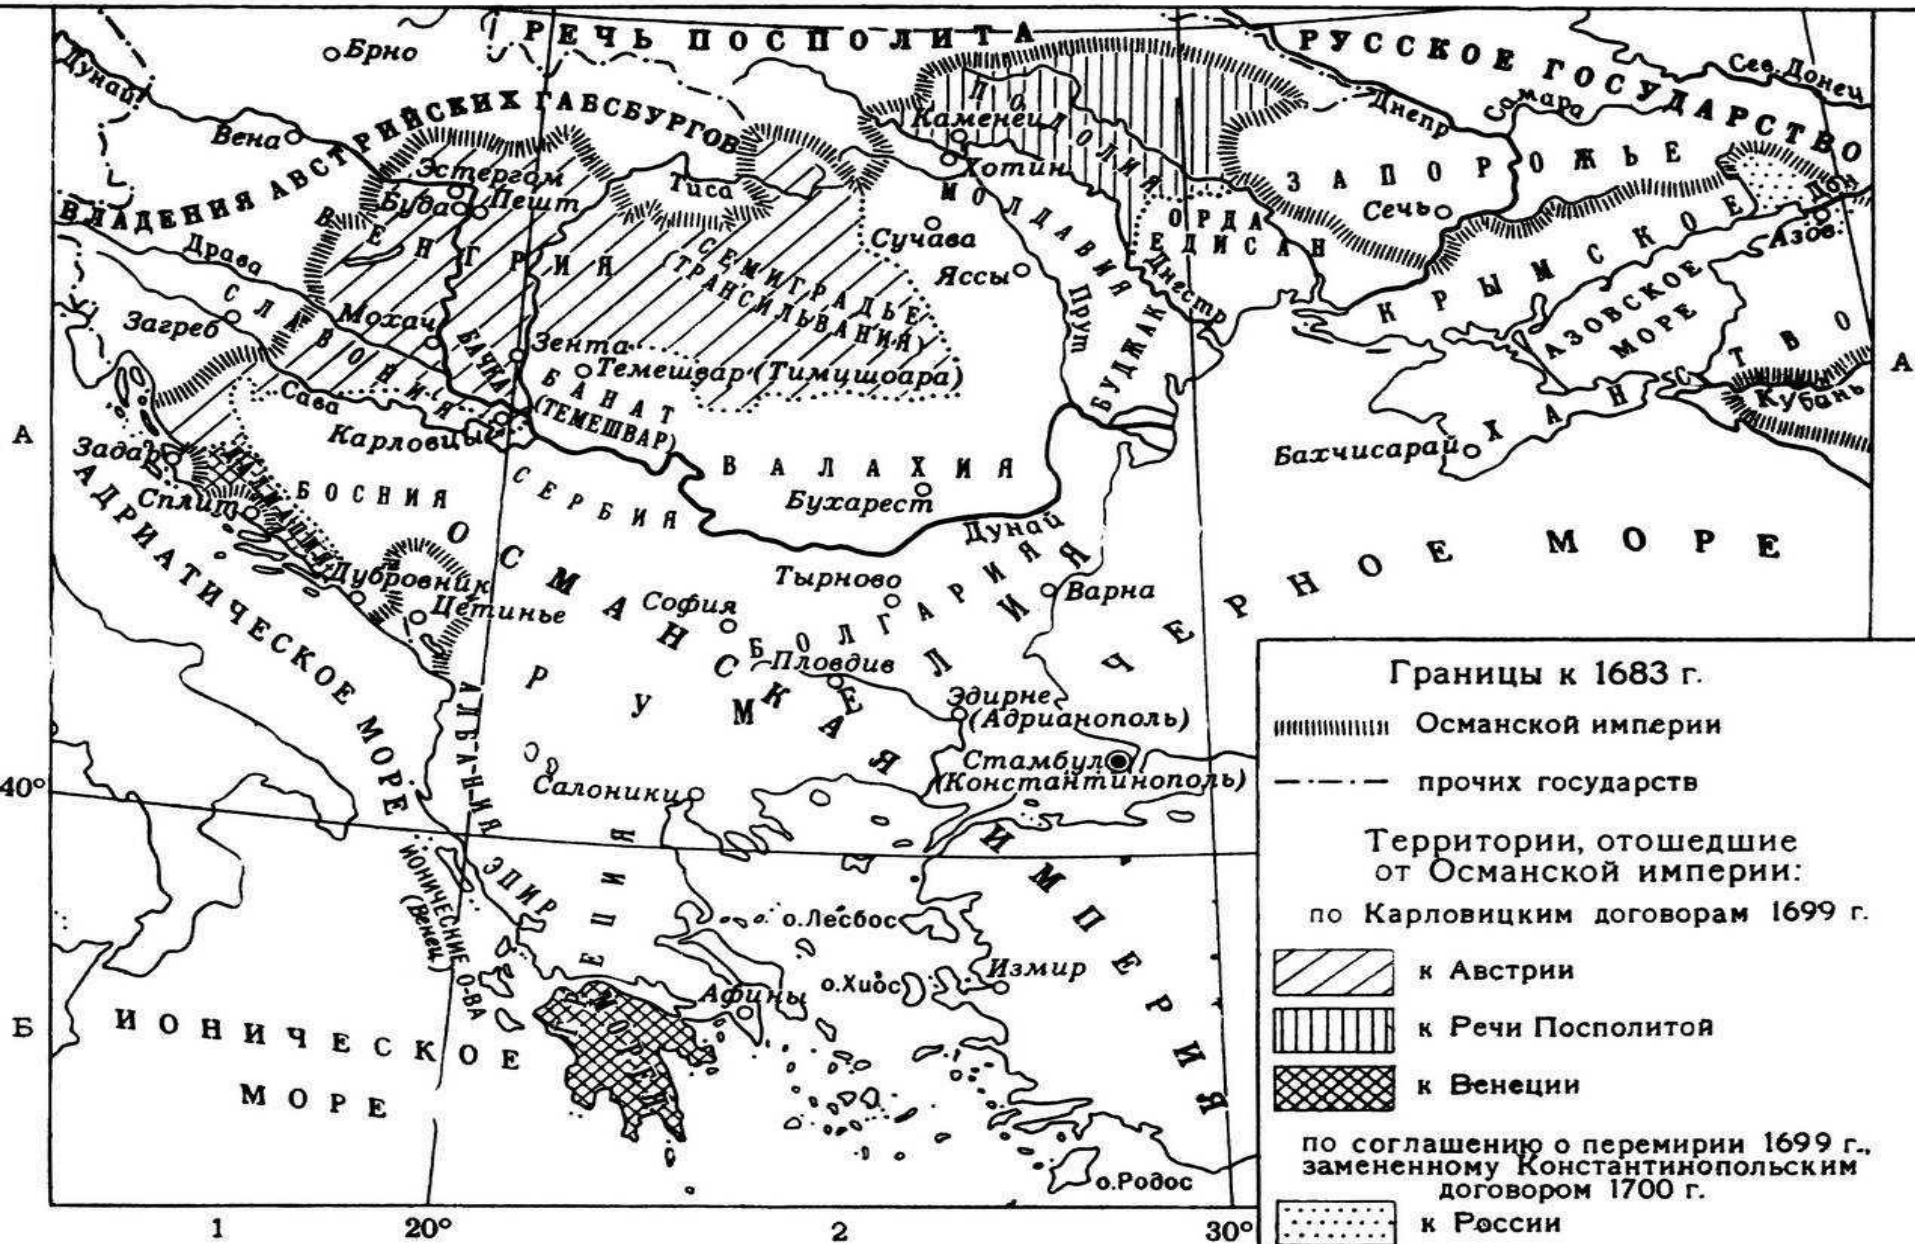 РЕЧЬ ПОСПОЛИТА
РУССКОЕ ГОСУДАРСТВО
Брно
Дунай
Сев. Донец
Самара
Днепр
ВЛАДЕНИЯ АВСТРИЙСКИХ ГАБСБУРГОВ
Вена
ПОДОЛИЯ
Каменец
Хотин
ЗАПОРОЖЬЕ
Сечь
Дон
Азов
Эстергом
Буда
Пешт
Тиса
ВЕНГРИЯ
МОЛДАВИЯ
ОРДА
ЕДИСАН
Сучава
Яссы
Днестр
Прут
КРЫМСКОЕ
ХАНСТВО
АЗОВСКОЕ
МОРЕ
Драва
СЛАВОНИЯ
Загреб
Мохач
СЕМИГРАДЬЕ
(ТРАНСИЛЬВАНИЯ)
БАЧКА
Зента
Темешвар (Тимишоара)
БАНАТ
(ТЕМЕШВАР)
БУДЖАК
Кубань
А
А
Сава
Карловцы
Бахчисарай
Задар
ДАЛМАЦИЯ
ВАЛАХИЯ
Бухарест
БОСНИЯ
СЕРБИЯ
Сплит
Дунай
АДРИАТИЧЕСКОЕ МОРЕ
ЧЕРНОЕ МОРЕ
ОСМАНСКАЯ ИМПЕРИЯ
Дубровник
Цетинье
Тырново
София
БОЛГАРИЯ
Варна
РУМЕЛИЯ
Пловдив
Эдирне
(Адрианополь)
АЛБАНИЯ
Стамбул
(Константинополь)
Салоники
40°
ИОНИЧЕСКИЕ О-ВА
(Венец.)
ЭПИР
ГРЕЦИЯ
о.Лесбос
о.Хиос
Измир
Афины
МОРЕЯ
Б
ИОНИЧЕСКОЕ
МОРЕ
о.Родос
1
20°
2
30°
Границы к 1683 г.
Османской империи
прочих государств
Территории, отошедшие
от Османской империи:
по Карловицким договорам 1699 г.
к Австрии
к Речи Посполитой
к Венеции
по соглашению о перемирии 1699 г.,
замененному Константинопольским
договором 1700 г.
к России